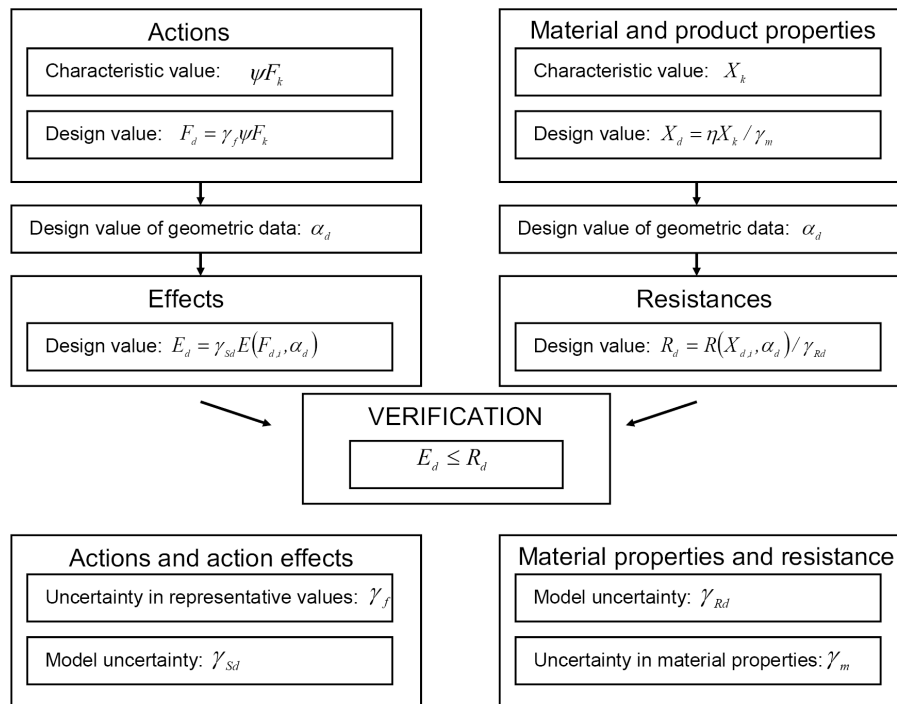 Actions
Characteristic value: ψF_k
Design value: F_d = γ_f ψF_k
Design value of geometric data: α_d
Effects
Design value: E_d = γ_Sd E(F_d,i, α_d)
Material and product properties
Characteristic value: X_k
Design value: X_d = ηX_k / γ_m
Design value of geometric data: α_d
Resistances
Design value: R_d = R(X_d,i, α_d) / γ_Rd
VERIFICATION
E_d ≤ R_d
Actions and action effects
Uncertainty in representative values: γ_f
Model uncertainty: γ_Sd
Material properties and resistance
Model uncertainty: γ_Rd
Uncertainty in material properties: γ_m